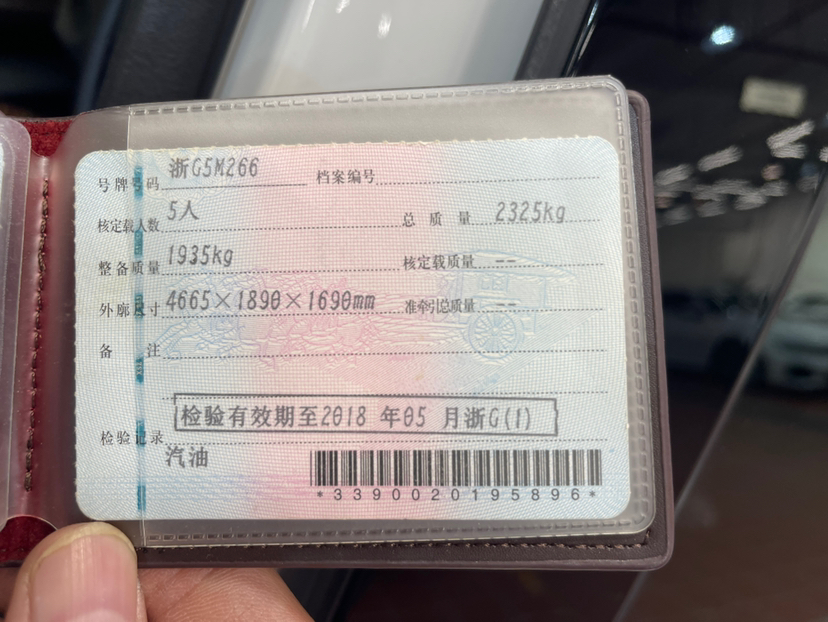 号牌号码 浙G5M266 档案编号
核定载人数 5人 总质量 2325kg
整备质量 1935kg 核定载质量 --
外廓尺寸 4665×1890×1690mm 准牵引总质量 --
备注
检验记录 检验有效期至2018 年05 月浙G(1)
汽油
*3390020195896*